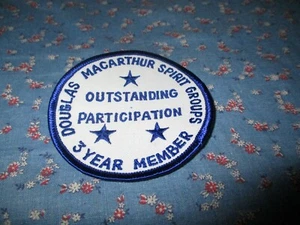 DOUGLAS MACARTHUR SPIRIT GROUPS
OUTSTANDING
PARTICIPATION
3 YEAR MEMBER